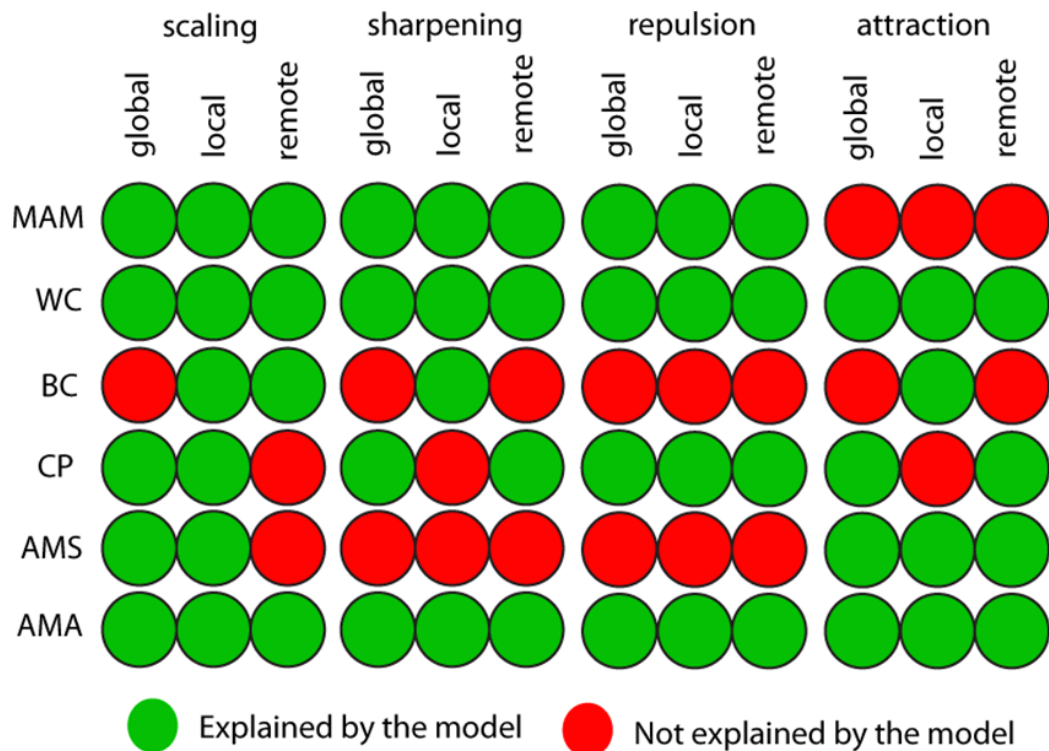 scaling sharpening repulsion attraction
global local remote global local remote global local remote global local remote
MAM
WC
BC
CP
AMS
AMA
Explained by the model Not explained by the model